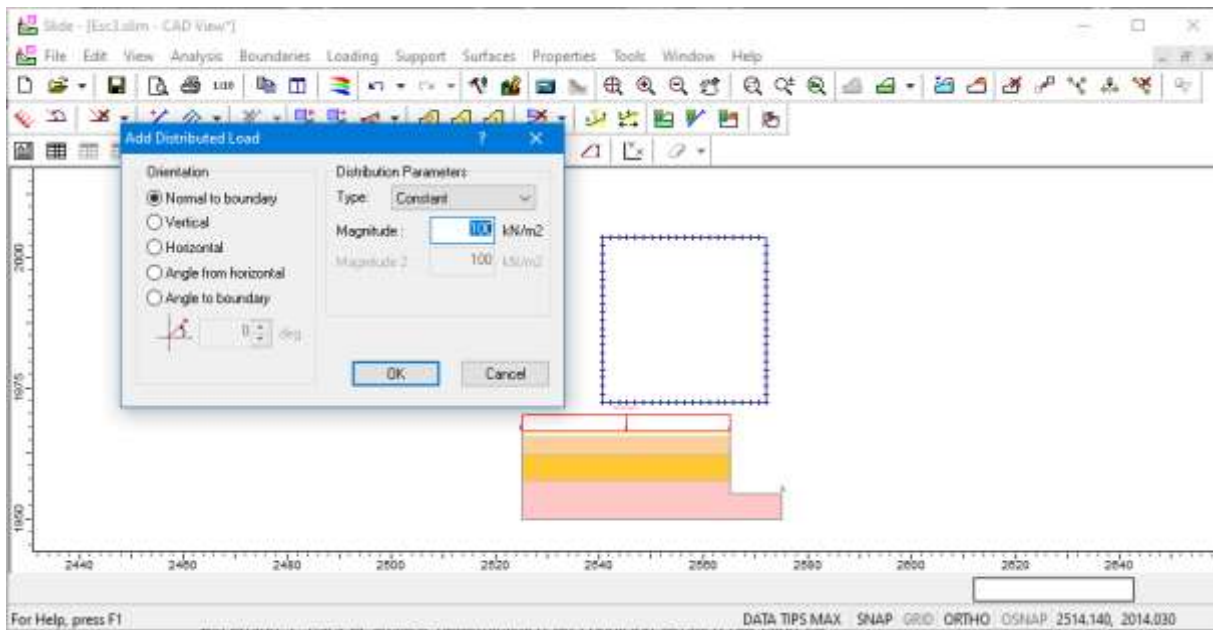 Slide - [Esc3.slim - CAD View*]
File Edit View Analysis Boundaries Loading Support Surfaces Properties Tools Window Help
Add Distributed Load ? ×
Orientation
Normal to boundary
Vertical
Horizontal
Angle from horizontal
Angle to boundary
0 deg
Distribution Parameters
Type: Constant
Magnitude : 100 kN/m2
Magnitude 2 100 kN/m2
OK Cancel
2000
1975
1950
2440 2460 2480 2500 2520 2540 2560 2580 2600 2620 2640
For Help, press F1 DATA TIPS MAX SNAP GRID ORTHO OSNAP 2514.140, 2014.030